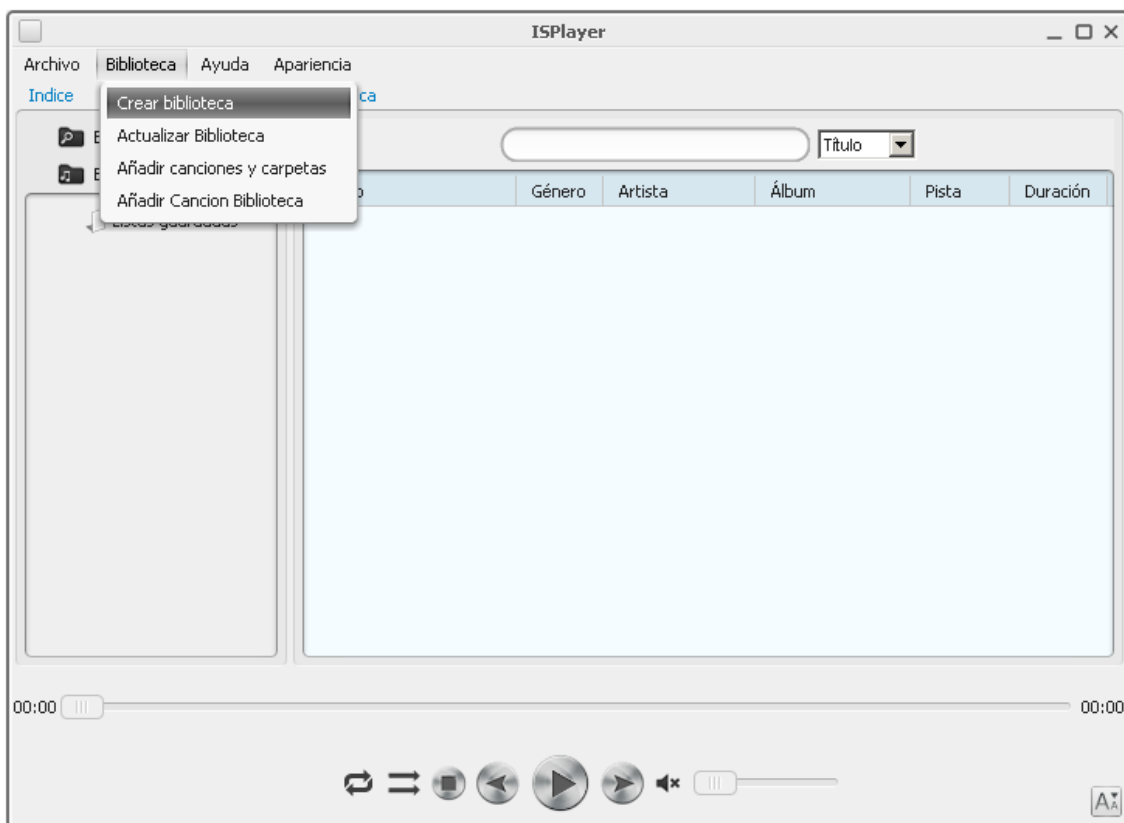 ISPlayer
Archivo Biblioteca Ayuda Apariencia
Indice
Crear biblioteca
Actualizar Biblioteca
Título
Añadir canciones y carpetas
Añadir Cancion Biblioteca
Género Artista Álbum Pista Duración
00:00 00:00